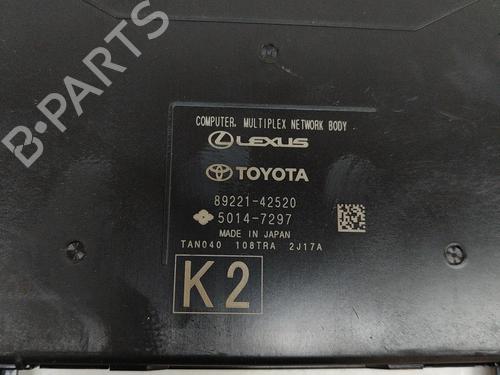 B-PARTS
COMPUTER, MULTIPLEX NETWORK BODY
LEXUS
TOYOTA
89221-42520
5014-7297
MADE IN JAPAN
TAN040 108TRA 2J17A
K2